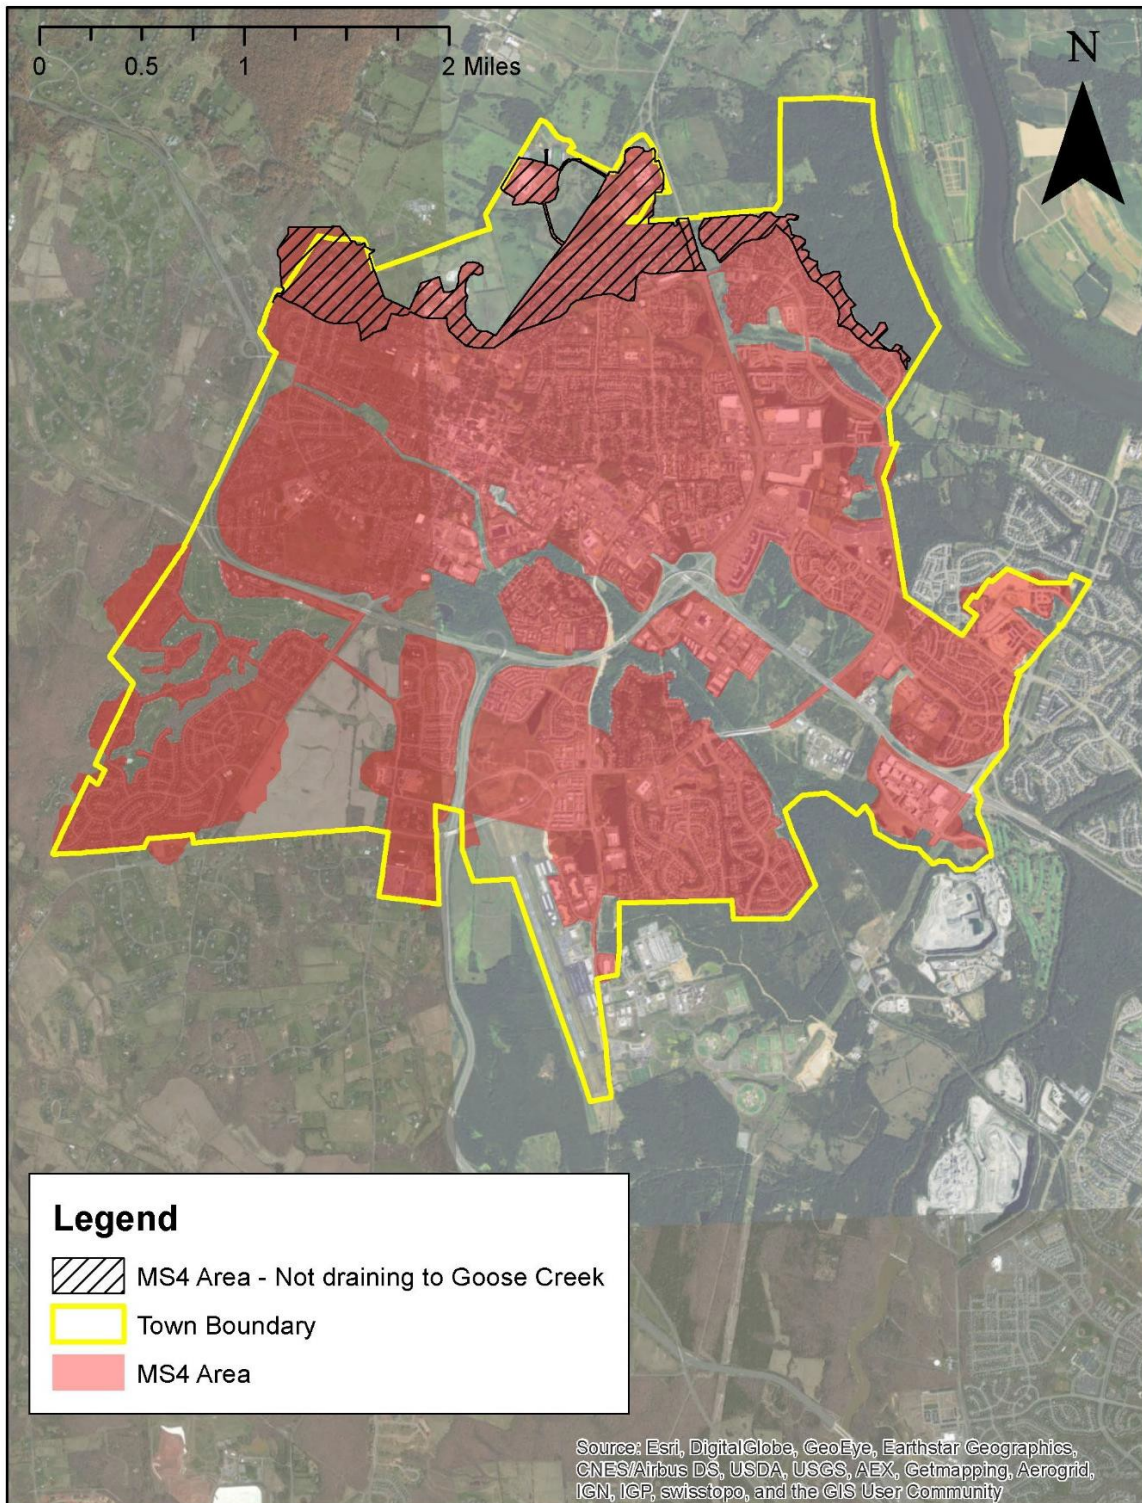 0 0.5 1 2 Miles
N
Legend
MS4 Area - Not draining to Goose Creek
Town Boundary
MS4 Area
Source: Esri, DigitalGlobe, GeoEye, Earthstar Geographics,
CNES/Airbus DS, USDA, USGS, AEX, Getmapping, Aerogrid,
IGN, IGP, swisstopo, and the GIS User Community